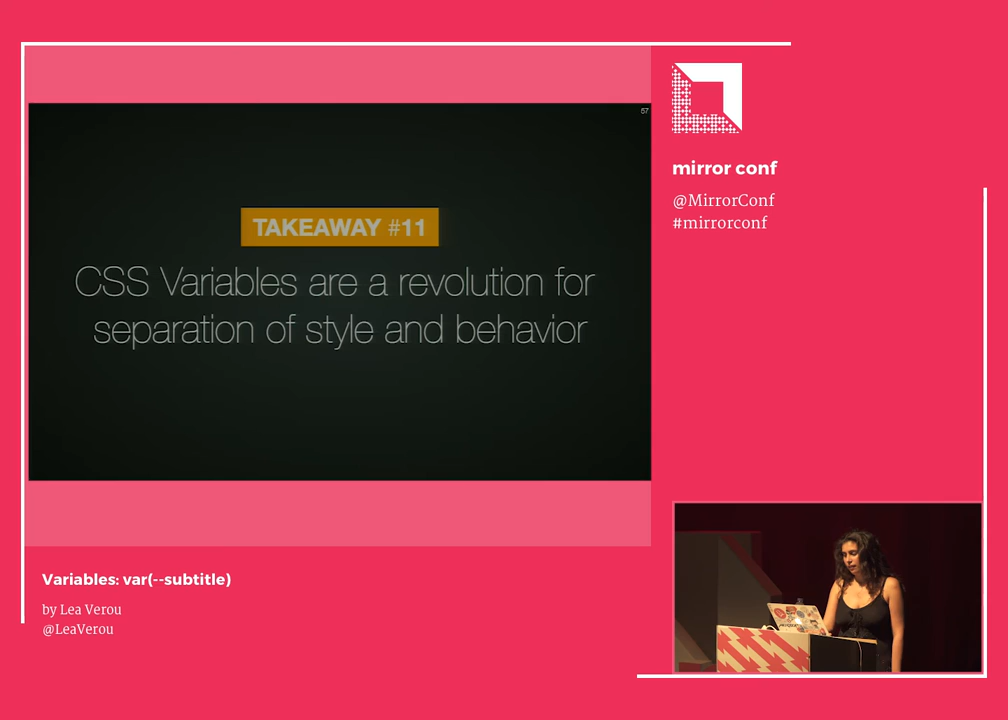 57
TAKEAWAY #11
CSS Variables are a revolution for
separation of style and behavior
mirror conf
@MirrorConf
#mirrorconf
Variables: var(--subtitle)
by Lea Verou
@LeaVerou